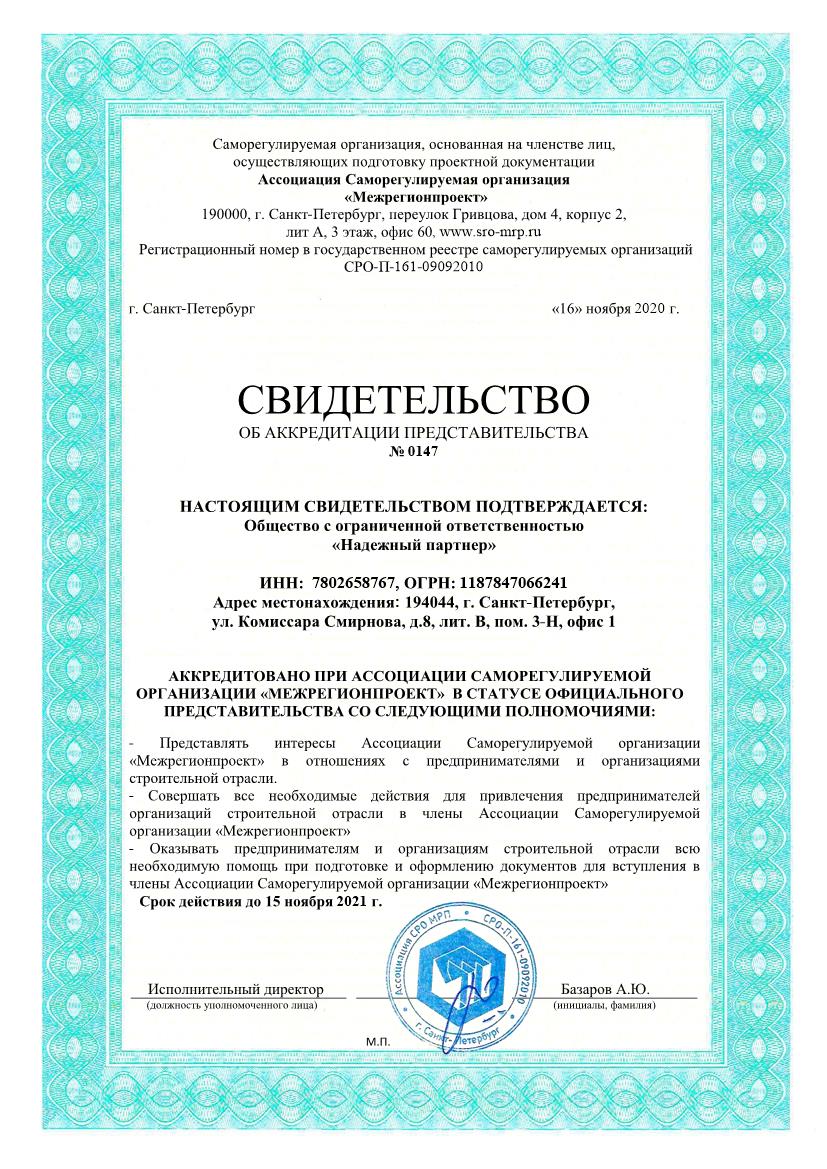 Саморегулируемая организация, основанная на членстве лиц,
осуществляющих подготовку проектной документации
Ассоциация Саморегулируемая организация
«Межрегионпроект»
190000, г. Санкт-Петербург, переулок Гривцова, дом 4, корпус 2,
лит А, 3 этаж, офис 60, www.sro-mrp.ru
Регистрационный номер в государственном реестре саморегулируемых организаций
СРО-П-161-09092010
г. Санкт-Петербург «16» ноября 2020 г.
СВИДЕТЕЛЬСТВО
ОБ АККРЕДИТАЦИИ ПРЕДСТАВИТЕЛЬСТВА
№ 0147
НАСТОЯЩИМ СВИДЕТЕЛЬСТВОМ ПОДТВЕРЖДАЕТСЯ:
Общество с ограниченной ответственностью
«Надежный партнер»
ИНН: 7802658767, ОГРН: 1187847066241
Адрес местонахождения: 194044, г. Санкт-Петербург,
ул. Комиссара Смирнова, д.8, лит. В, пом. 3-Н, офис 1
АККРЕДИТОВАНО ПРИ АССОЦИАЦИИ САМОРЕГУЛИРУЕМОЙ
ОРГАНИЗАЦИИ «МЕЖРЕГИОНПРОЕКТ» В СТАТУСЕ ОФИЦИАЛЬНОГО
ПРЕДСТАВИТЕЛЬСТВА СО СЛЕДУЮЩИМИ ПОЛНОМОЧИЯМИ:
- Представлять интересы Ассоциации Саморегулируемой организации
«Межрегионпроект» в отношениях с предпринимателями и организациями
строительной отрасли.
- Совершать все необходимые действия для привлечения предпринимателей
организаций строительной отрасли в члены Ассоциации Саморегулируемой
организации «Межрегионпроект»
- Оказывать предпринимателям и организациям строительной отрасли всю
необходимую помощь при подготовке и оформлению документов для вступления в
члены Ассоциации Саморегулируемой организации «Межрегионпроект»
Срок действия до 15 ноября 2021 г.
Ассоциация СРО МРП • СРО-П-161-09092010 •
г. Санкт-Петербург
Исполнительный директор Базаров А.Ю.
(должность уполномоченного лица) (инициалы, фамилия)
М.П.